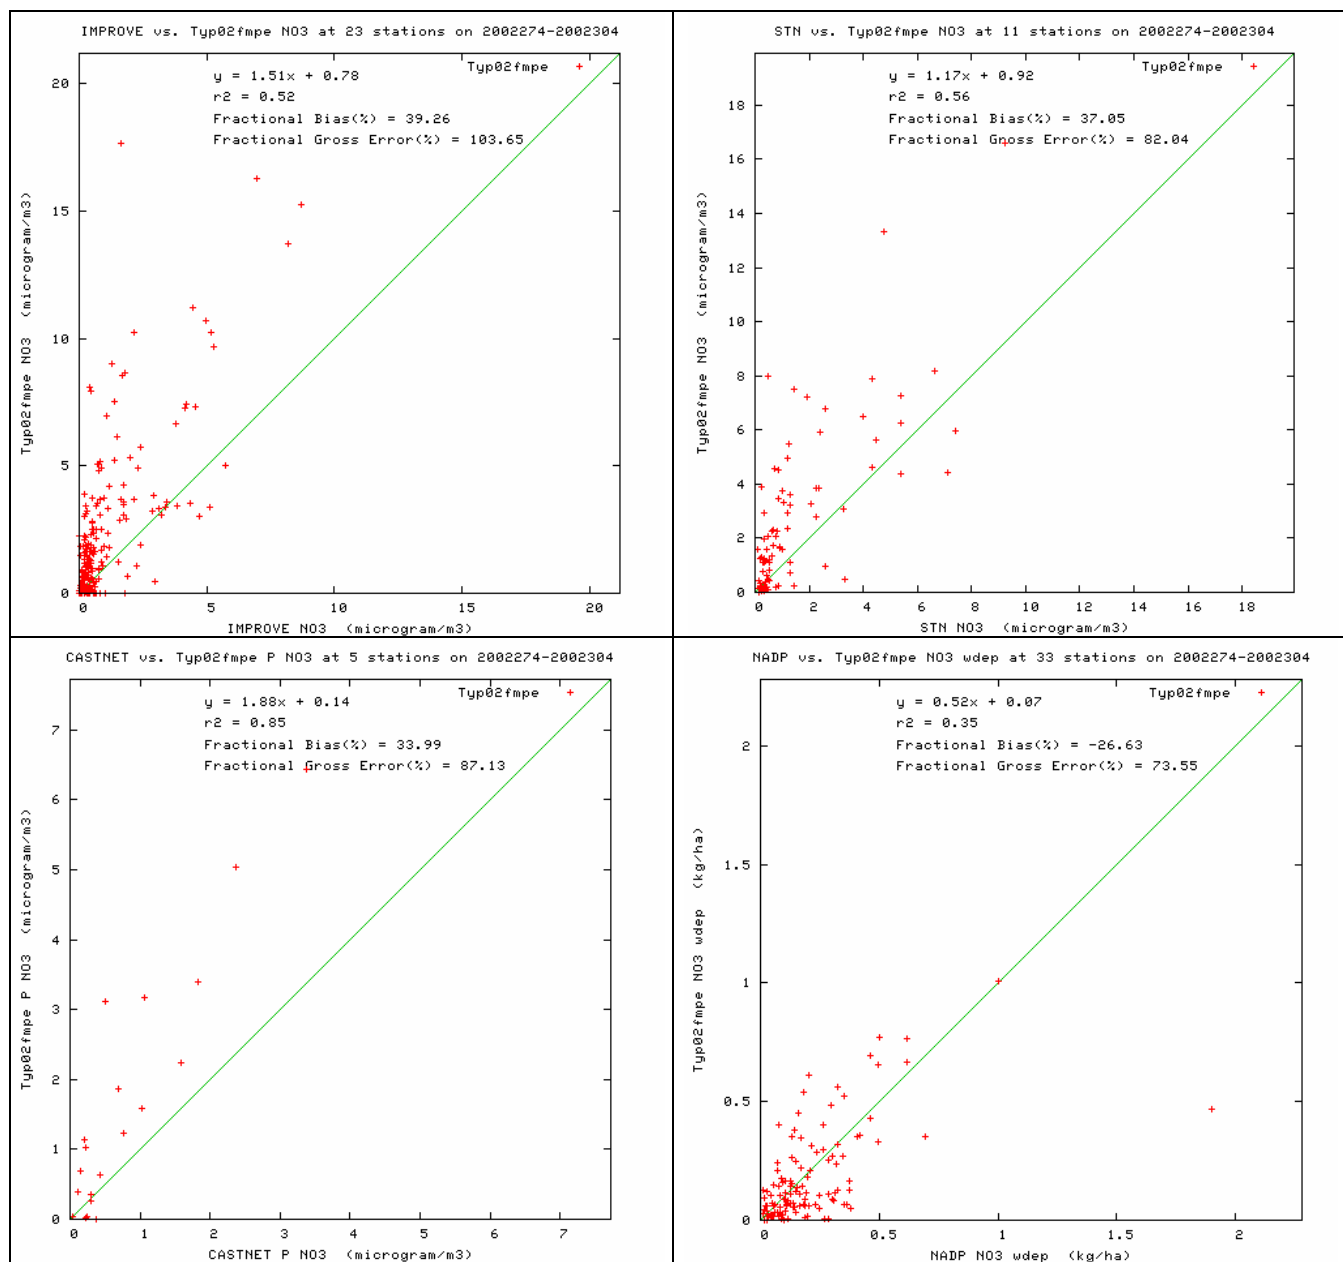 IMPROVE vs. Typ02fmpe NO3 at 23 stations on 2002274-2002304
Typ02fmpe
y = 1.51x + 0.78
r2 = 0.52
Fractional Bias(%) = 39.26
Fractional Gross Error(%) = 103.65
20
15
10
5
0
Typ02fmpe NO3 (microgram/m3)
0 5 10 15 20
IMPROVE NO3 (microgram/m3)
STN vs. Typ02fmpe NO3 at 11 stations on 2002274-2002304
Typ02fmpe
y = 1.17x + 0.92
r2 = 0.56
Fractional Bias(%) = 37.05
Fractional Gross Error(%) = 82.04
18
16
14
12
10
8
6
4
2
0
Typ02fmpe NO3 (microgram/m3)
0 2 4 6 8 10 12 14 16 18
STN NO3 (microgram/m3)
CASTNET vs. Typ02fmpe P NO3 at 5 stations on 2002274-2002304
Typ02fmpe
y = 1.88x + 0.14
r2 = 0.85
Fractional Bias(%) = 33.99
Fractional Gross Error(%) = 87.13
7
6
5
4
3
2
1
0
Typ02fmpe P NO3 (microgram/m3)
0 1 2 3 4 5 6 7
CASTNET P NO3 (microgram/m3)
NADP vs. Typ02fmpe NO3 wdep at 33 stations on 2002274-2002304
Typ02fmpe
y = 0.52x + 0.07
r2 = 0.35
Fractional Bias(%) = -26.63
Fractional Gross Error(%) = 73.55
2
1.5
1
0.5
0
Typ02fmpe NO3 wdep (kg/ha)
0 0.5 1 1.5 2
NADP NO3 wdep (kg/ha)